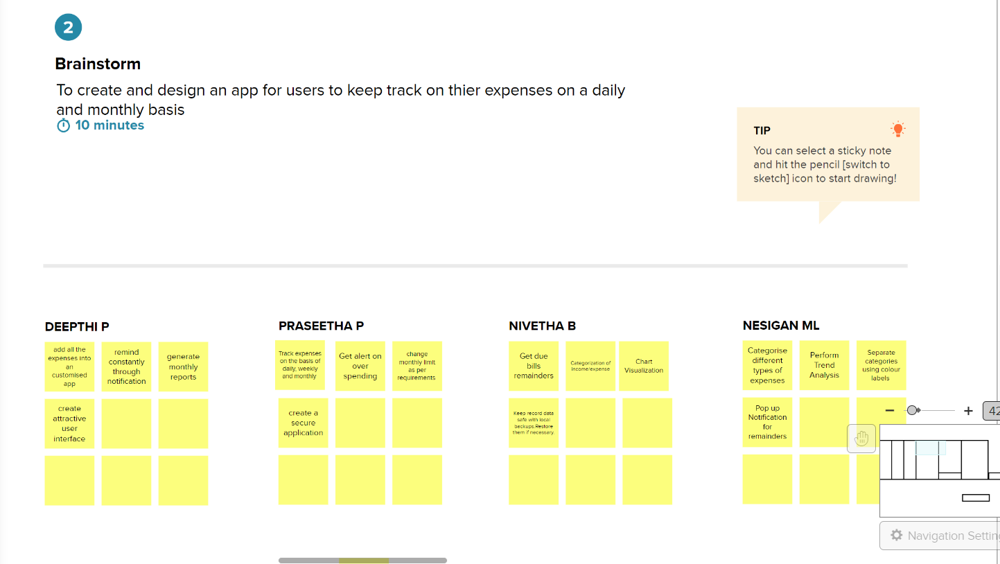 2
Brainstorm
To create and design an app for users to keep track on thier expenses on a daily
and monthly basis
10 minutes
TIP
You can select a sticky note
and hit the pencil [switch to
sketch] icon to start drawing!
DEEPTHI P
add all the
expenses into
an
customised
app
remind
constantly
through
notification
generate
monthly
reports
create
attractive
user
interface
PRASEETHA P
Track expenses
on the basis of
daily, weekly
and monthly
Get alert on
over
spending
change
monthly limit
as per
requirements
create a
secure
application
NIVETHA B
Get due
bills
remainders
Categorization of
income/expense
Chart
Visualization
Keep record data
safe with local
backups.Restore
them if necessary.
NESIGAN ML
Categorise
different
types of
expenses
Perform
Trend
Analysis
Separate
categories
using colour
labels
Pop up
Notification
for
remainders
42
Navigation Settin